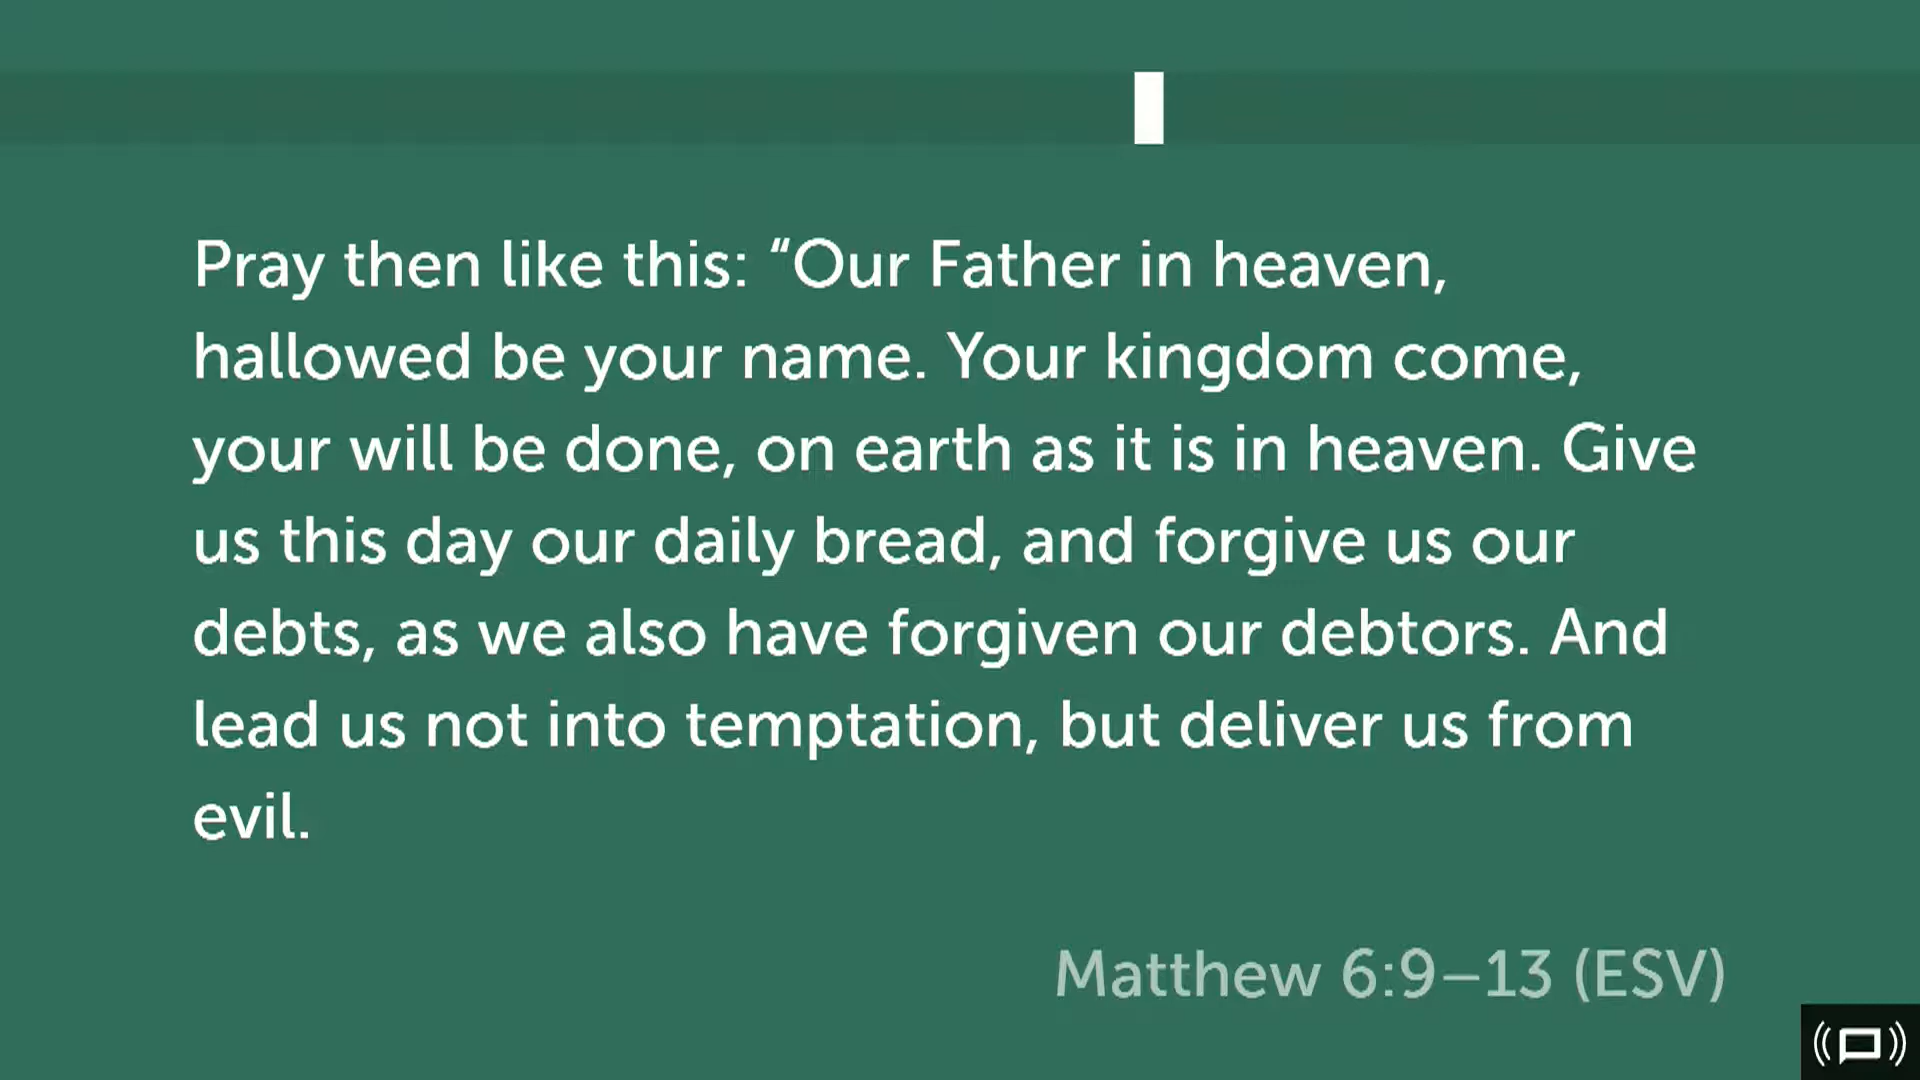 Pray then like this: “Our Father in heaven,
hallowed be your name. Your kingdom come,
your will be done, on earth as it is in heaven. Give
us this day our daily bread, and forgive us our
debts, as we also have forgiven our debtors. And
lead us not into temptation, but deliver us from
evil.
Matthew 6:9–13 (ESV)